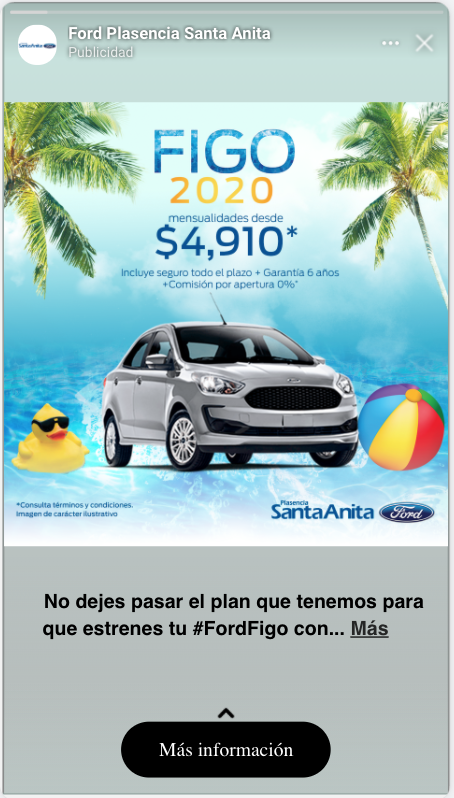 Ford Plasencia Santa Anita
Publicidad
FIGO
2020
mensualidades desde
$4,910*
Incluye seguro todo el plazo + Garantía 6 años
+Comisión por apertura 0%*
*Consulta términos y condiciones.
Imagen de carácter ilustrativo
Plasencia
SantaAnita Ford
No dejes pasar el plan que tenemos para
que estrenes tu #FordFigo con... Más
Más información